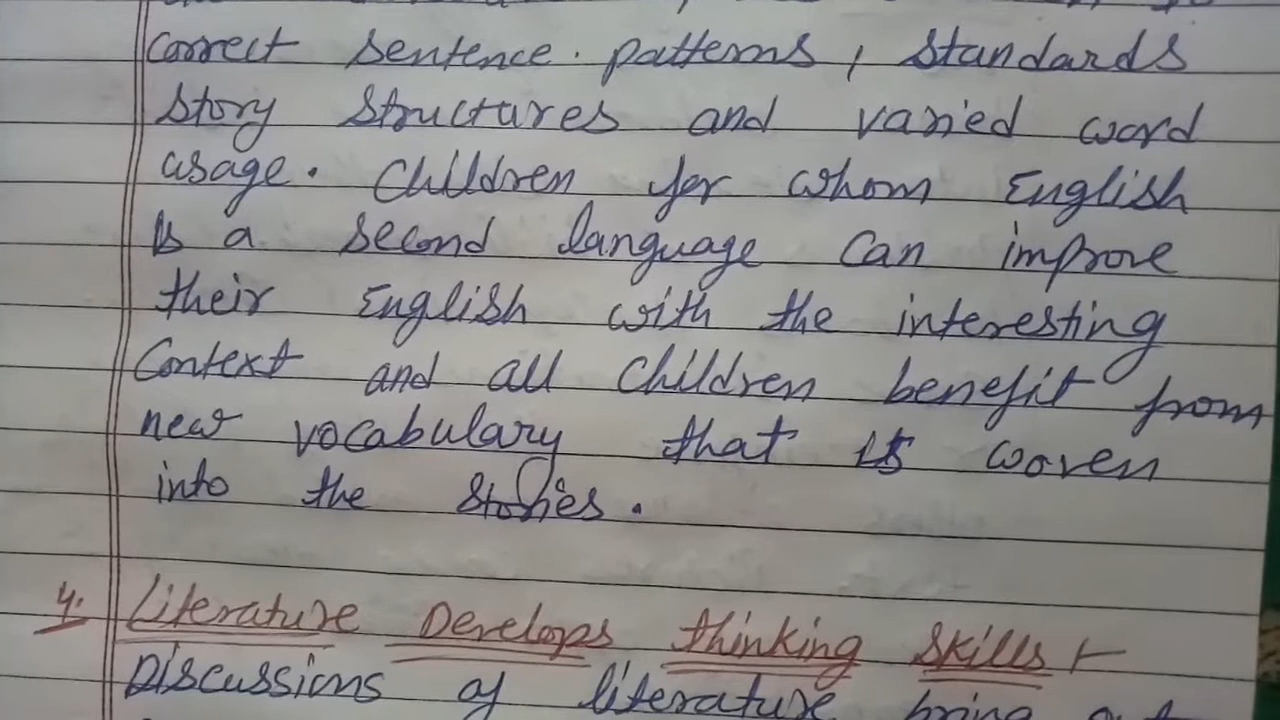 correct sentence. patterns, standards
story structures and varied word
usage. Children for whom English
is a second language can improve
their English with the interesting
Context and all children benefit from
new vocabulary that is woven
into the stories.
4. Literature Develops thinking skills :-
Discussions of literature bring out